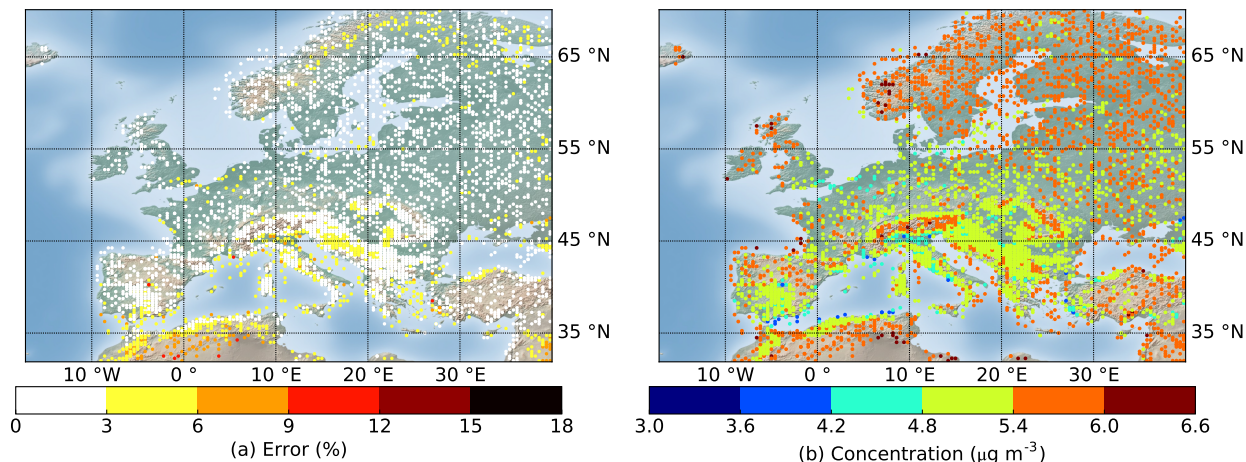 65 °N
55 °N
45 °N
35 °N
10 °W 0 ° 10 °E 20 °E 30 °E
0 3 6 9 12 15 18
(a) Error (%)
65 °N
55 °N
45 °N
35 °N
10 °W 0 ° 10 °E 20 °E 30 °E
3.0 3.6 4.2 4.8 5.4 6.0 6.6
(b) Concentration (μg m⁻³)